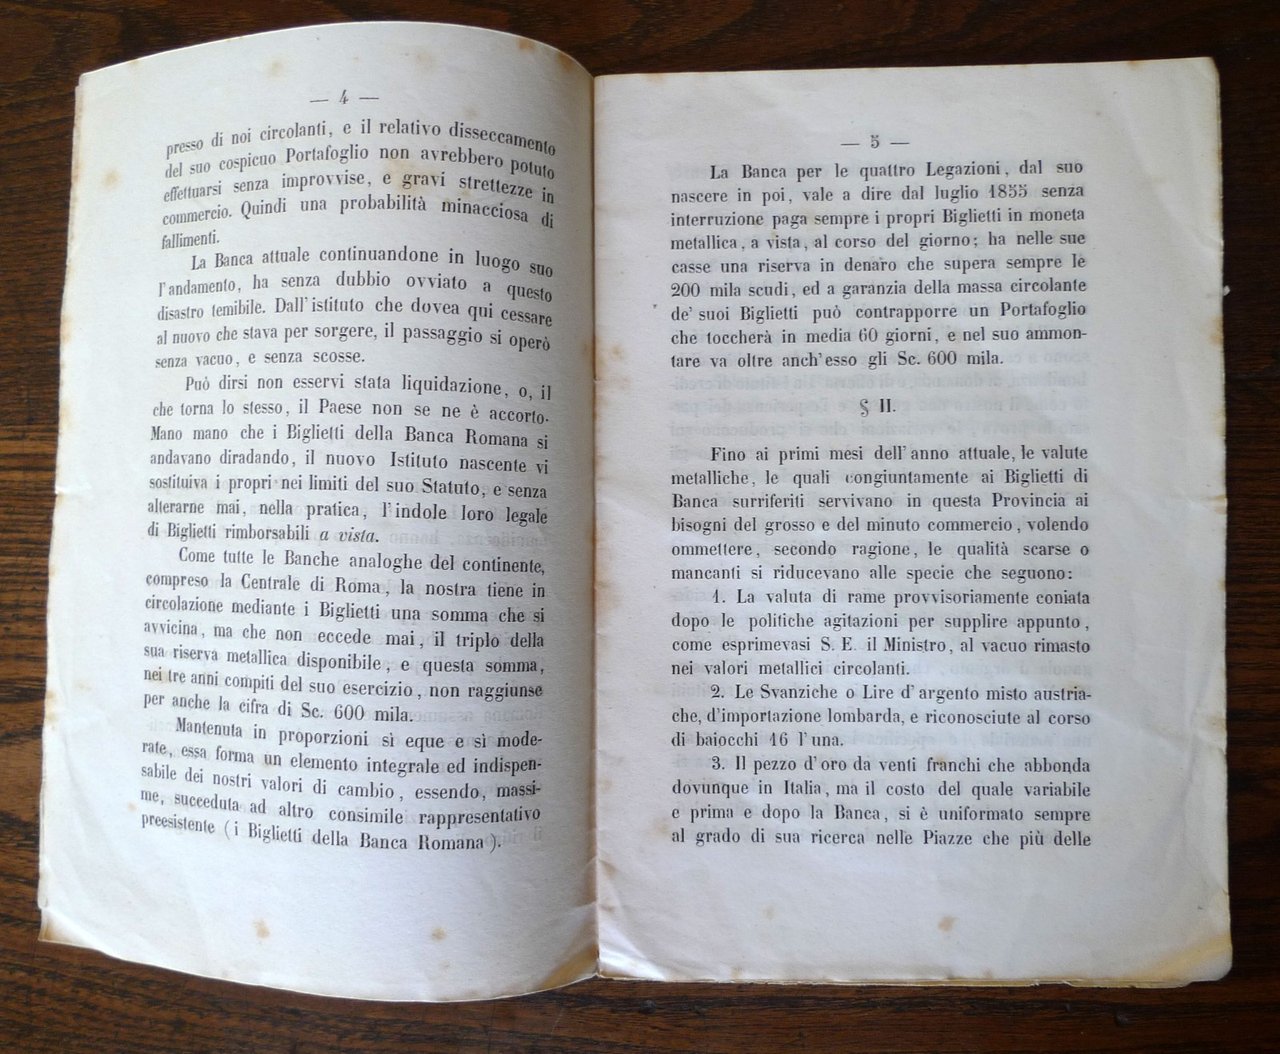 — 4 —
presso di noi circolanti, e il relativo disseccamento
del suo cospicuo Portafoglio non avrebbero potuto
effettuarsi senza improvvise, e gravi strettezze in
commercio. Quindi una probabilità minacciosa di
fallimenti.
La Banca attuale continuandone in luogo suo
l'andamento, ha senza dubbio ovviato a questo
disastro temibile. Dall'istituto che dovea qui cessare
al nuovo che stava per sorgere, il passaggio si operò
senza vacuo, e senza scosse.
Può dirsi non esservi stata liquidazione, o, il
che torna lo stesso, il Paese non se ne è accorto.
Mano mano che i Biglietti della Banca Romana si
andavano diradando, il nuovo Istituto nascente vi
sostituiva i propri nei limiti del suo Statuto, e senza
alterarne mai, nella pratica, l'indole loro legale
di Biglietti rimborsabili a vista.
Come tutte le Banche analoghe del continente,
compreso la Centrale di Roma, la nostra tiene in
circolazione mediante i Biglietti una somma che si
avvicina, ma che non eccede mai, il triplo della
sua riserva metallica disponibile, e questa somma,
nei tre anni compiti del suo esercizio, non raggiunse
per anche la cifra di Sc. 600 mila.
Mantenuta in proporzioni sì eque e sì mode-
rate, essa forma un elemento integrale ed indispen-
sabile dei nostri valori di cambio, essendo, massi-
me, succeduta ad altro consimile rappresentativo
preesistente (i Biglietti della Banca Romana).
— 5 —
La Banca per le quattro Legazioni, dal suo
nascere in poi, vale a dire dal luglio 1855 senza
interruzione paga sempre i propri Biglietti in moneta
metallica, a vista, al corso del giorno; ha nelle sue
casse una riserva in denaro che supera sempre le
200 mila scudi, ed a garanzia della massa circolante
de' suoi Biglietti può contrapporre un Portafoglio
che toccherà in media 60 giorni, e nel suo ammon-
tare va oltre anch'esso gli Sc. 600 mila.
§ II.
Fino ai primi mesi dell'anno attuale, le valute
metalliche, le quali congiuntamente ai Biglietti di
Banca surriferiti servivano in questa Provincia ai
bisogni del grosso e del minuto commercio, volendo
ommettere, secondo ragione, le qualità scarse o
mancanti si riducevano alle specie che seguono:
1. La valuta di rame provvisoriamente coniata
dopo le politiche agitazioni per supplire appunto,
come esprimevasi S. E. il Ministro, al vacuo rimasto
nei valori metallici circolanti.
2. Le Svanziche o Lire d'argento misto austria-
che, d'importazione lombarda, e riconosciute al corso
di baiocchi 16 l'una.
3. Il pezzo d'oro da venti franchi che abbonda
dovunque in Italia, ma il costo del quale variabile
e prima e dopo la Banca, si è uniformato sempre
al grado di sua ricerca nelle Piazze che più delle